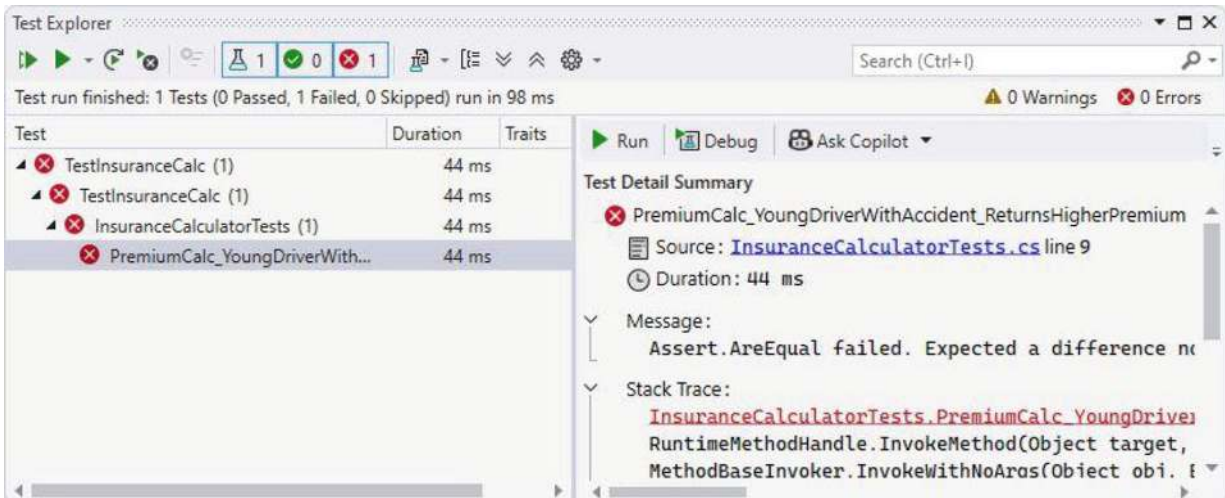 Test Explorer
1 0 1 Search (Ctrl+I)
Test run finished: 1 Tests (0 Passed, 1 Failed, 0 Skipped) run in 98 ms 0 Warnings 0 Errors
Test Duration Traits
TestInsuranceCalc (1) 44 ms
TestInsuranceCalc (1) 44 ms
InsuranceCalculatorTests (1) 44 ms
PremiumCalc_YoungDriverWith... 44 ms
Run Debug Ask Copilot
Test Detail Summary
PremiumCalc_YoungDriverWithAccident_ReturnsHigherPremium
Source: InsuranceCalculatorTests.cs line 9
Duration: 44 ms
Message:
Assert.AreEqual failed. Expected a difference
Stack Trace:
InsuranceCalculatorTests.PremiumCalc_YoungDriver
RuntimeMethodHandle.InvokeMethod(Object target,
MethodBaseInvoker.InvokeWithNoArgs(Object obj,